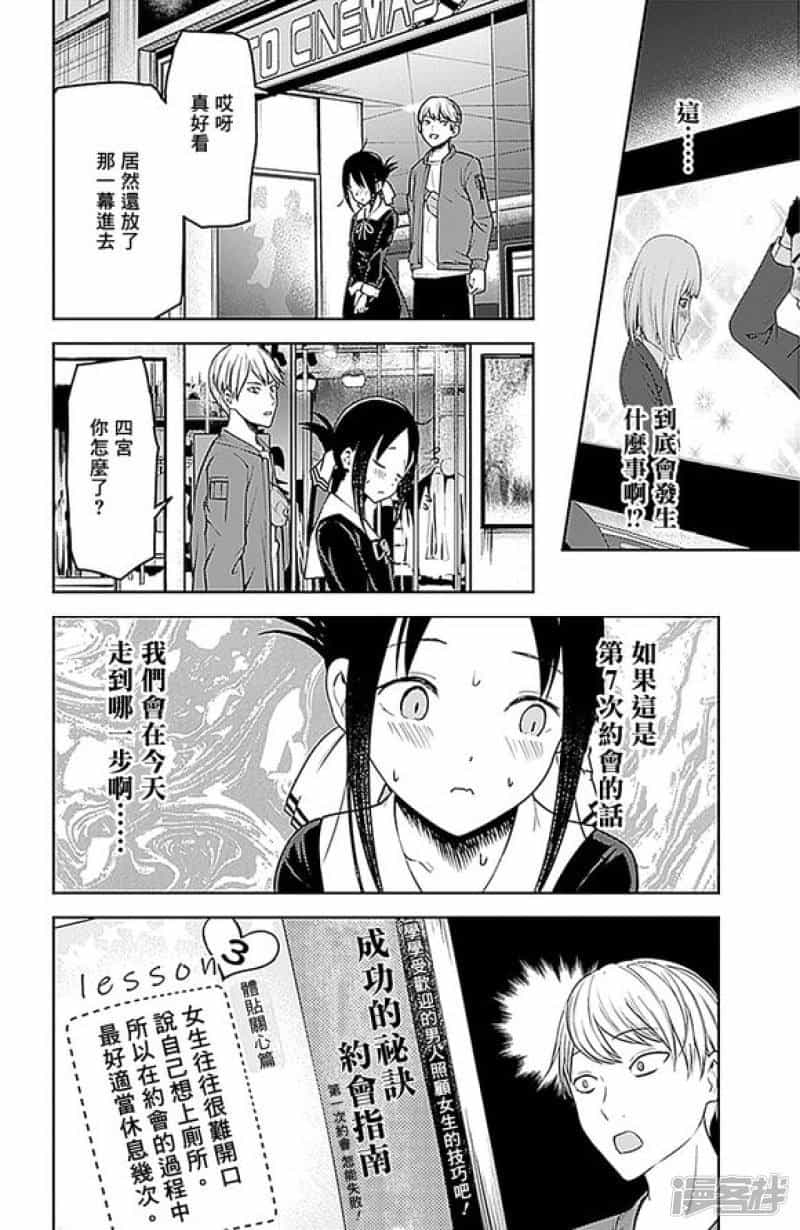 這……
到底會發生
什麼事啊!?
TO CINEMAS
哎呀
真好看
居然還放了
那一幕進去
四宮
你怎麼了?
如果這是
第7次約會的話
我們會在今天
走到哪一步啊……
學學受歡迎的男人照顧女生的技巧吧！
成功的祕訣
約會指南
第一次約會 怎能失敗！
lesson 3
體貼關心篇
女生往往很難開口
說自己想上廁所。
所以在約會的過程中
最好適當休息幾次。
漫客栈